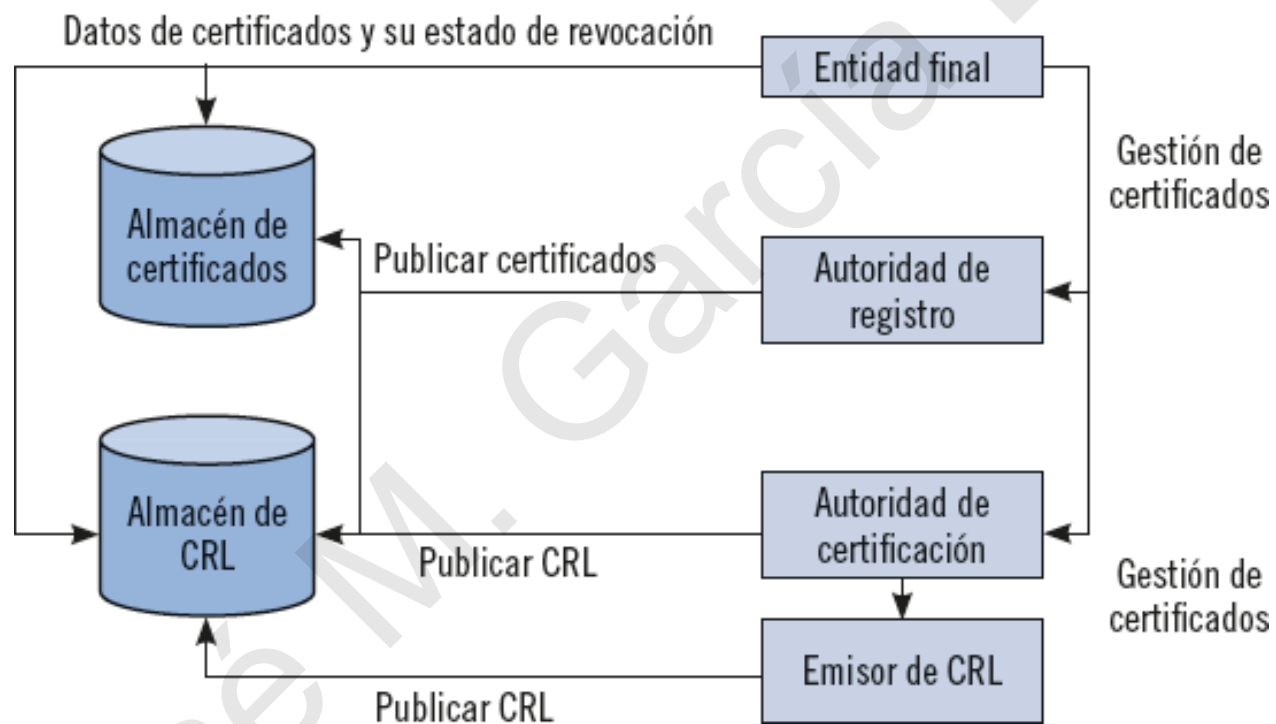 Datos de certificados y su estado de revocación
Entidad final
Gestión de
certificados
Almacén de
certificados
Publicar certificados
Autoridad de
registro
Almacén de
CRL
Publicar CRL
Autoridad de
certificación
Gestión de
certificados
Emisor de CRL
Publicar CRL
M. García